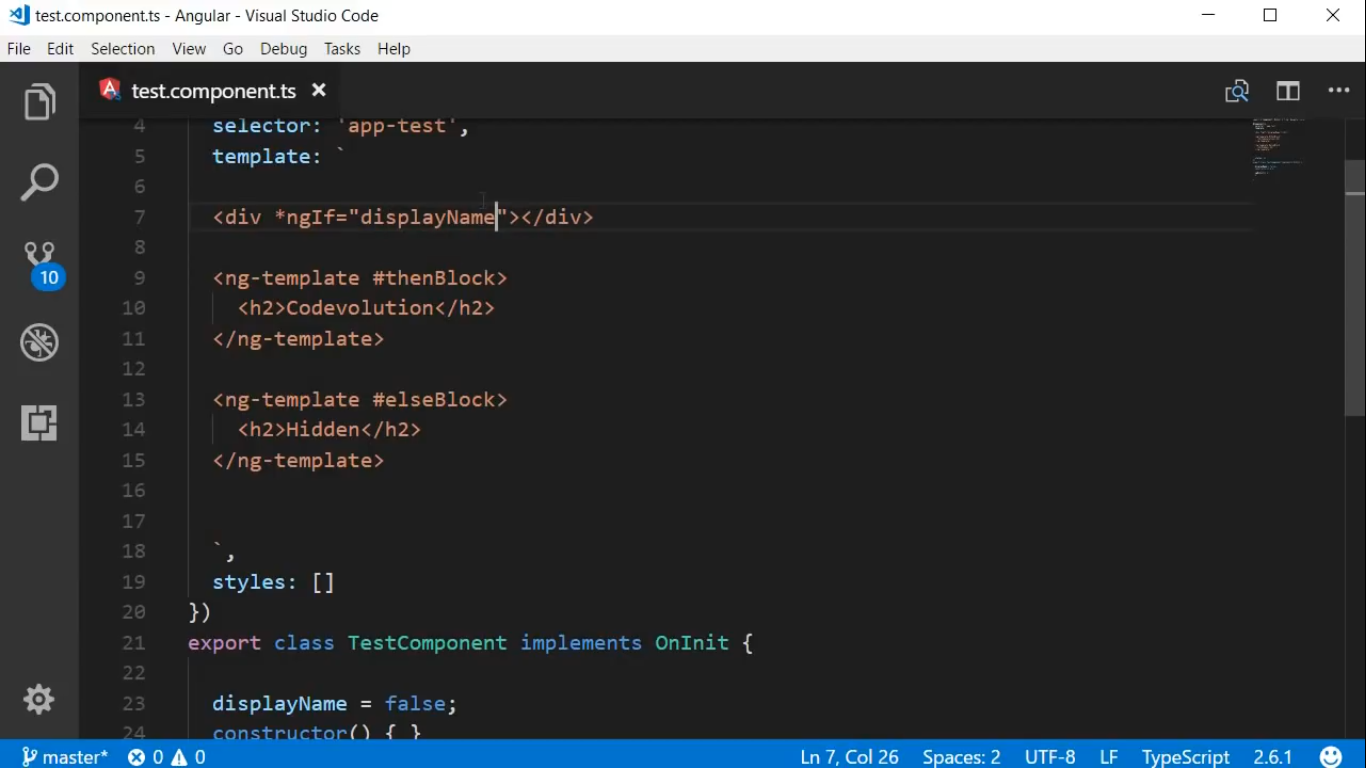 test.component.ts - Angular - Visual Studio Code
File Edit Selection View Go Debug Tasks Help
test.component.ts
4 selector: 'app-test',
5 template: `
6
7 <div *ngIf="displayName"></div>
8
9 <ng-template #thenBlock>
10 <h2>Codevolution</h2>
11 </ng-template>
12
13 <ng-template #elseBlock>
14 <h2>Hidden</h2>
15 </ng-template>
16
17
18 `,
19 styles: []
20 })
21 export class TestComponent implements OnInit {
22
23 displayName = false;
24 constructor() { }
10
master* 0 0 Ln 7, Col 26 Spaces: 2 UTF-8 LF TypeScript 2.6.1